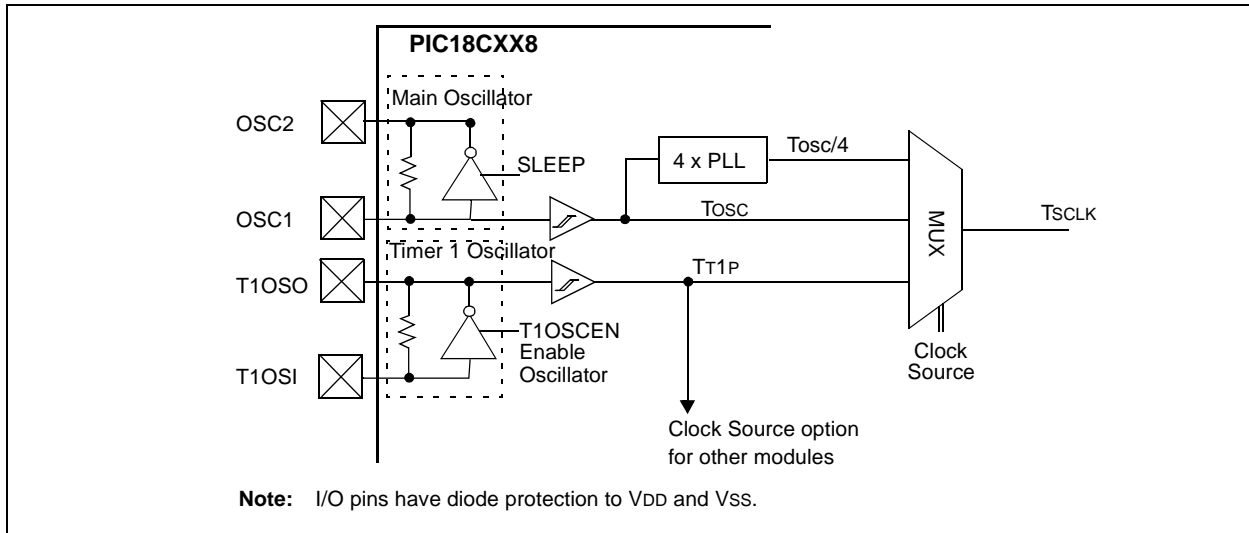 PIC18CXX8
Main Oscillator
OSC2
SLEEP
4 x PLL
TOSC/4
OSC1
TOSC
MUX
TSCLK
Timer 1 Oscillator
T1OSO
TT1P
T1OSCEN
Enable
Oscillator
T1OSI
Clock
Source
Clock Source option
for other modules
Note: I/O pins have diode protection to VDD and VSS.